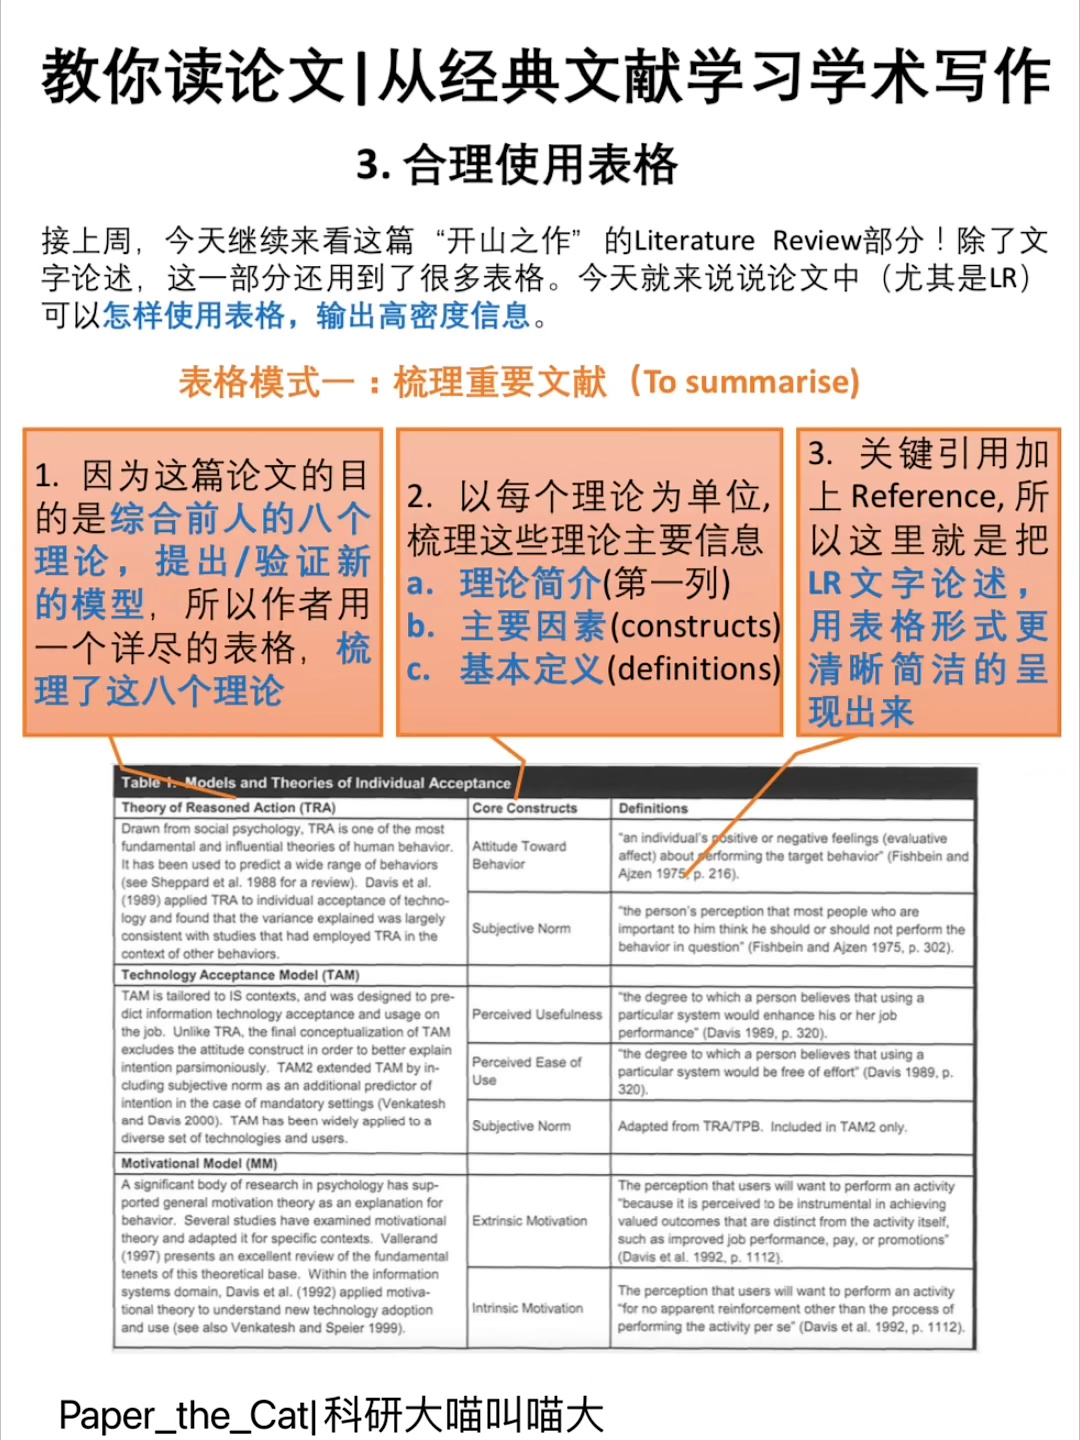 教你读论文|从经典文献学习学术写作
3. 合理使用表格
接上周，今天继续来看这篇“开山之作”的Literature Review部分！除了文
字论述，这一部分还用到了很多表格。今天就来说说论文中（尤其是LR）
可以怎样使用表格，输出高密度信息。
表格模式一：梳理重要文献（To summarise)
1. 因为这篇论文的目
的是综合前人的八个
理论，提出/验证新
的模型，所以作者用
一个详尽的表格，梳
理了这八个理论
2. 以每个理论为单位,
梳理这些理论主要信息
a. 理论简介(第一列)
b. 主要因素(constructs)
c. 基本定义(definitions)
3. 关键引用加
上Reference, 所
以这里就是把
LR文字论述，
用表格形式更
清晰简洁的呈
现出来
Table 1. Models and Theories of Individual Acceptance
Theory of Reasoned Action (TRA)
Core Constructs
Definitions
Drawn from social psychology, TRA is one of the most
fundamental and influential theories of human behavior.
It has been used to predict a wide range of behaviors
(see Sheppard et al. 1988 for a review). Davis et al.
(1989) applied TRA to individual acceptance of techno-
logy and found that the variance explained was largely
consistent with studies that had employed TRA in the
context of other behaviors.
Attitude Toward
Behavior
"an individual's positive or negative feelings (evaluative
affect) about performing the target behavior" (Fishbein and
Ajzen 1975, p. 216).
Subjective Norm
"the person's perception that most people who are
important to him think he should or should not perform the
behavior in question" (Fishbein and Ajzen 1975, p. 302).
Technology Acceptance Model (TAM)
TAM is tailored to IS contexts, and was designed to pre-
dict information technology acceptance and usage on
the job. Unlike TRA, the final conceptualization of TAM
excludes the attitude construct in order to better explain
intention parsimoniously. TAM2 extended TAM by in-
cluding subjective norm as an additional predictor of
intention in the case of mandatory settings (Venkatesh
and Davis 2000). TAM has been widely applied to a
diverse set of technologies and users.
Perceived Usefulness
"the degree to which a person believes that using a
particular system would enhance his or her job
performance" (Davis 1989, p. 320).
Perceived Ease of
Use
"the degree to which a person believes that using a
particular system would be free of effort" (Davis 1989, p.
320).
Subjective Norm
Adapted from TRA/TPB. Included in TAM2 only.
Motivational Model (MM)
A significant body of research in psychology has sup-
ported general motivation theory as an explanation for
behavior. Several studies have examined motivational
theory and adapted it for specific contexts. Vallerand
(1997) presents an excellent review of the fundamental
tenets of this theoretical base. Within the information
systems domain, Davis et al. (1992) applied motiva-
tional theory to understand new technology adoption
and use (see also Venkatesh and Speier 1999).
Extrinsic Motivation
The perception that users will want to perform an activity
"because it is perceived to be instrumental in achieving
valued outcomes that are distinct from the activity itself,
such as improved job performance, pay, or promotions"
(Davis et al. 1992, p. 1112).
Intrinsic Motivation
The perception that users will want to perform an activity
"for no apparent reinforcement other than the process of
performing the activity per se" (Davis et al. 1992, p. 1112).
Paper_the_Cat|科研大喵叫喵大